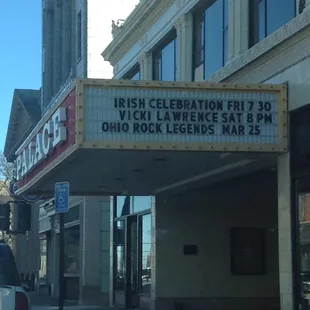 PALACE
IRISH CELEBRATION FRI 7 30
VICKI LAWRENCE SAT 8 PM
OHIO ROCK LEGENDS MAR 25